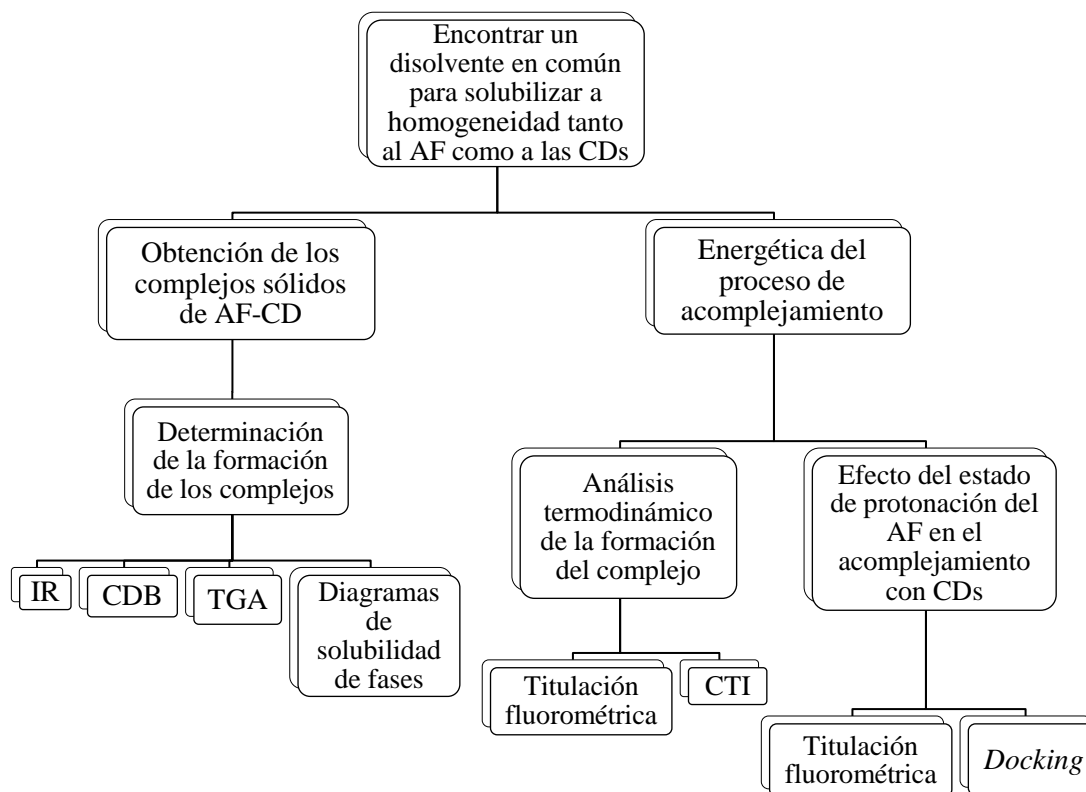 Encontrar un
disolvente en común
para solubilizar a
homogeneidad tanto
al AF como a las CDs
Obtención de los
complejos sólidos
de AF-CD
Energética del
proceso de
acomplejamiento
Determinación
de la formación
de los complejos
Análisis
termodinámico
de la formación
del complejo
Efecto del estado
de protonación del
AF en el
acomplejamiento
con CDs
IR
CDB
TGA
Diagramas
de
solubilidad
de fases
Titulación
fluorométrica
CTI
Titulación
fluorométrica
Docking